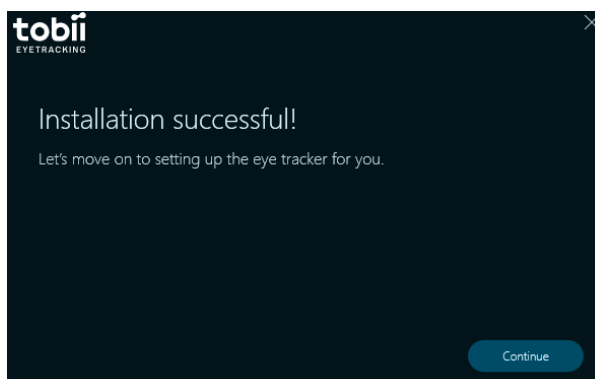 tobii
EYETRACKING
Installation successful!
Let's move on to setting up the eye tracker for you.
Continue